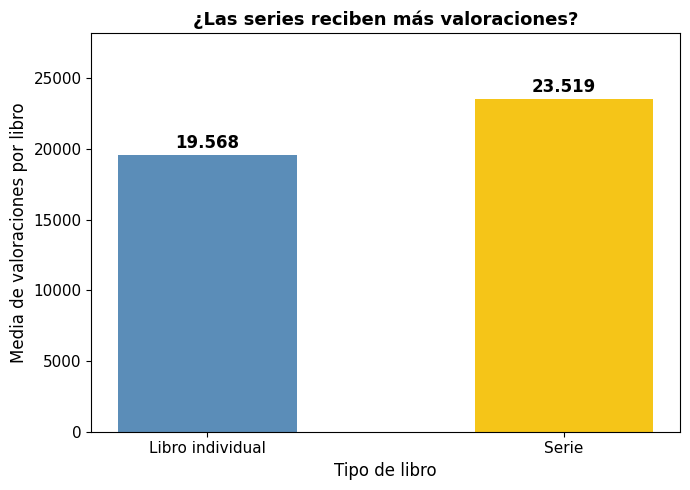 ¿Las series reciben más valoraciones?
Media de valoraciones por libro
25000
20000
15000
10000
5000
0
19.568
23.519
Libro individual
Serie
Tipo de libro